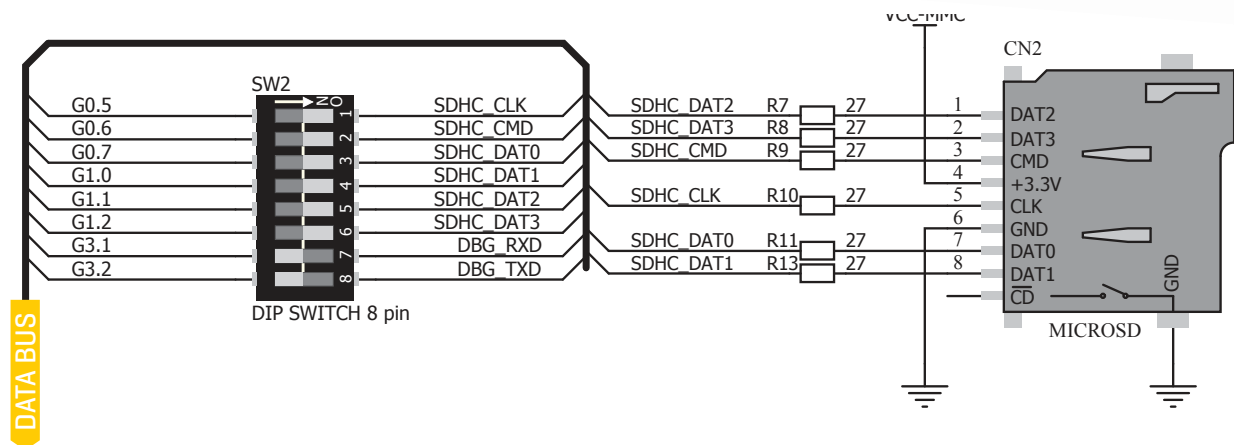 VCC-MMC
CN2
SW2
NO
G0.5 1 SDHC_CLK
G0.6 2 SDHC_CMD
G0.7 3 SDHC_DAT0
G1.0 4 SDHC_DAT1
G1.1 5 SDHC_DAT2
G1.2 6 SDHC_DAT3
G3.1 7 DBG_RXD
G3.2 8 DBG_TXD
DIP SWITCH 8 pin
DATA BUS
SDHC_DAT2 R7 27 1 DAT2
SDHC_DAT3 R8 27 2 DAT3
SDHC_CMD R9 27 3 CMD
4 +3.3V
SDHC_CLK R10 27 5 CLK
6 GND
SDHC_DAT0 R11 27 7 DAT0
SDHC_DAT1 R13 27 8 DAT1
CD
GND
MICROSD